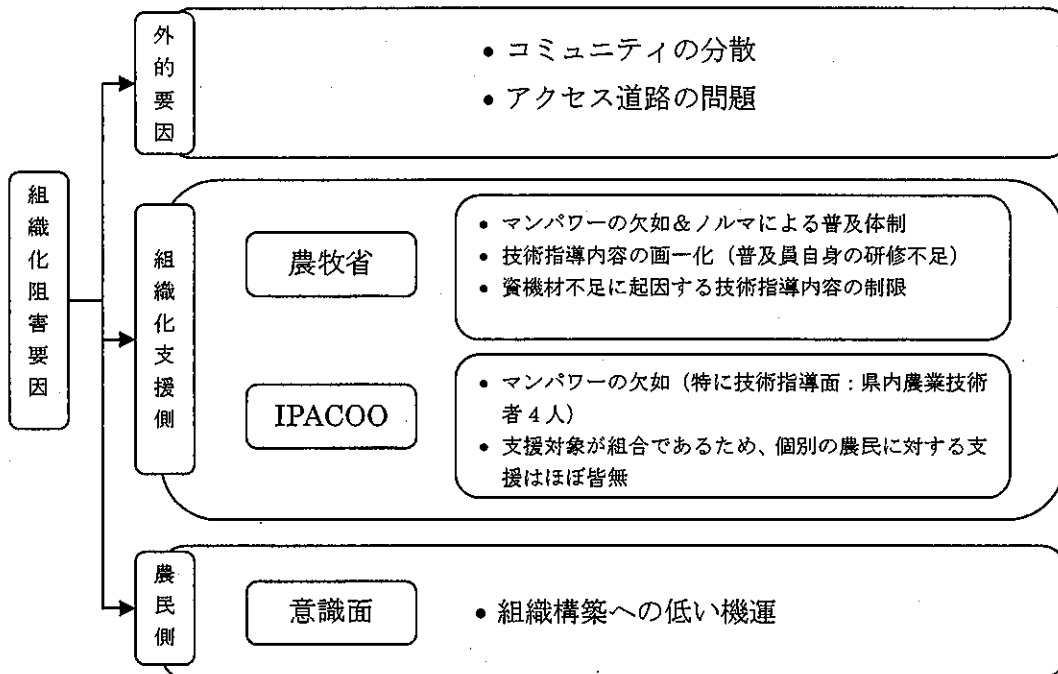 組織化阻害要因
外的要因
• コミュニティの分散
• アクセス道路の問題
組織化支援側
農牧省
• マンパワーの欠如＆ノルマによる普及体制
• 技術指導内容の画一化（普及員自身の研修不足）
• 資機材不足に起因する技術指導内容の制限
IPACOO
• マンパワーの欠如（特に技術指導面：県内農業技術
者４人）
• 支援対象が組合であるため、個別の農民に対する支
援はほぼ皆無
農民側
意識面
• 組織構築への低い機運